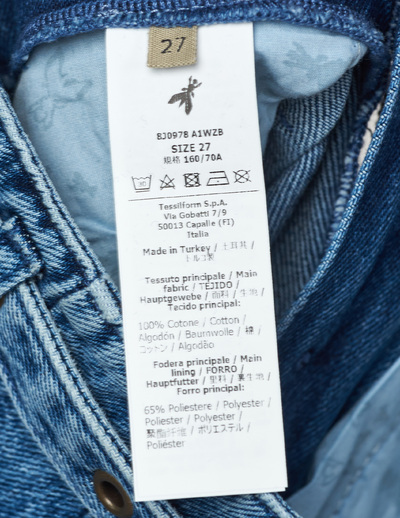 27
8J0978 A1WZB
SIZE 27
规格 160/70A
Tessilform S.p.A.
Via Gobatti 7/9
50013 Capalle (FI)
Italia
Made in Turkey / 土耳其 /
トルコ製
Tessuto principale / Main
fabric / TEJIDO /
Hauptgewebe / 面料 / 生地 /
Tecido principal:
100% Cotone / Cotton /
Algodón / Baumwolle / 棉 /
コットン / Algodão
Fodera principale / Main
lining / FORRO /
Hauptfutter / 里料 / 裏生地 /
Forro principal:
65% Poliestere / Polyester /
Poliester / Polyester /
聚酯纤维 / ポリエステル /
Poliéster